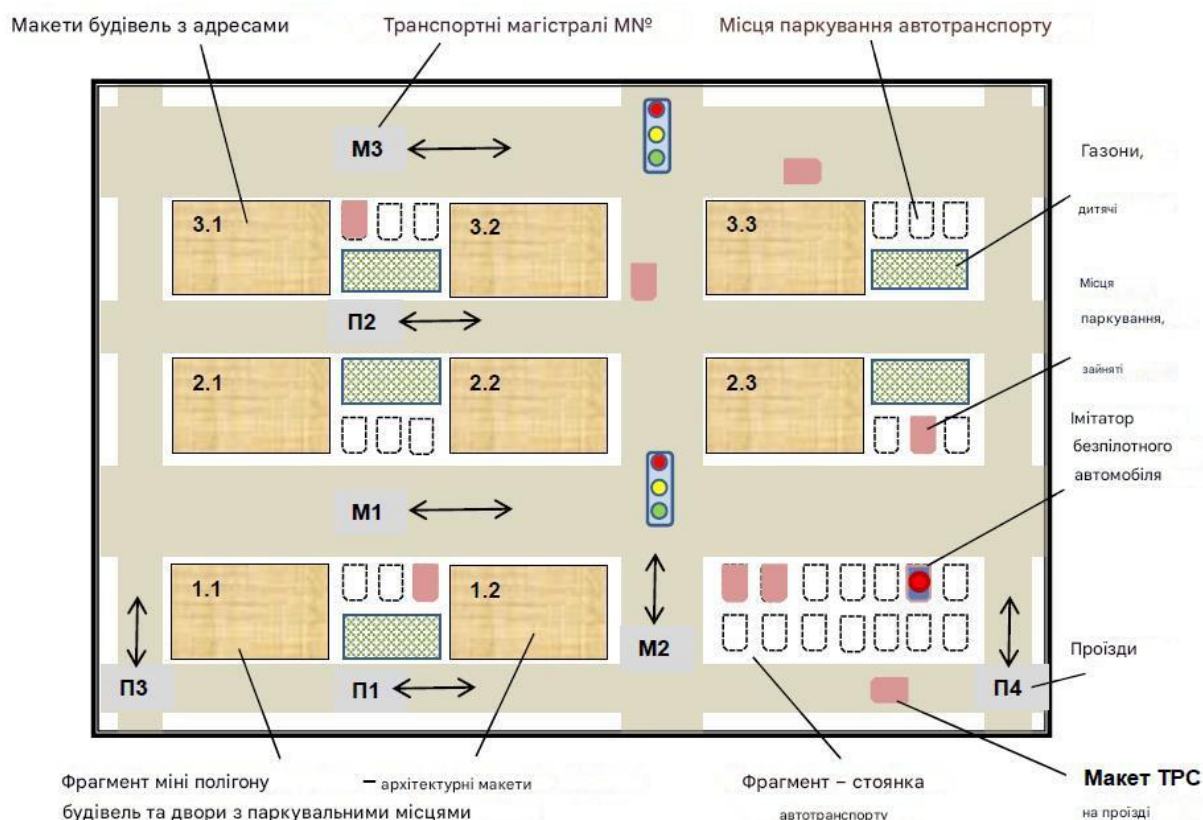 Макети будівель з адресами
Транспортні магістралі М№
Місця паркування автотранспорту
М3
Газони,
дитячі
3.1
3.2
3.3
Місця
паркування,
зайняті
П2
2.1
2.2
2.3
Імітатор
безпілотного
автомобіля
М1
1.1
1.2
М2
Проїзди
П3
П1
П4
Фрагмент міні полігону
– архітектурні макети
будівель та двори з паркувальними місцями
Фрагмент – стоянка
автотранспорту
Макет ТРС
на проїзді